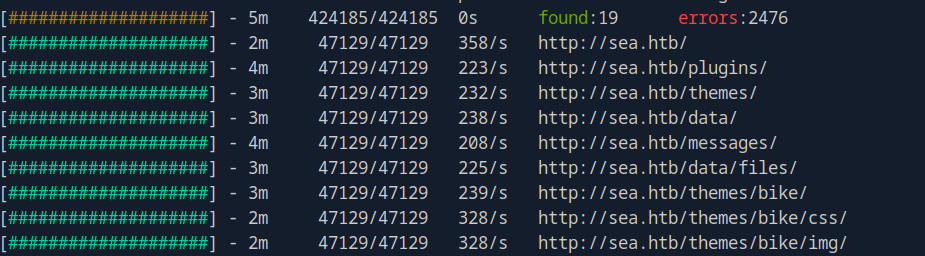 [####################] - 5m    424185/424185  0s      found:19      errors:2476
[####################] - 2m     47129/47129   358/s   http://sea.htb/
[####################] - 4m     47129/47129   223/s   http://sea.htb/plugins/
[####################] - 3m     47129/47129   232/s   http://sea.htb/themes/
[####################] - 3m     47129/47129   238/s   http://sea.htb/data/
[####################] - 4m     47129/47129   208/s   http://sea.htb/messages/
[####################] - 3m     47129/47129   225/s   http://sea.htb/data/files/
[####################] - 3m     47129/47129   239/s   http://sea.htb/themes/bike/
[####################] - 2m     47129/47129   328/s   http://sea.htb/themes/bike/css/
[####################] - 2m     47129/47129   328/s   http://sea.htb/themes/bike/img/